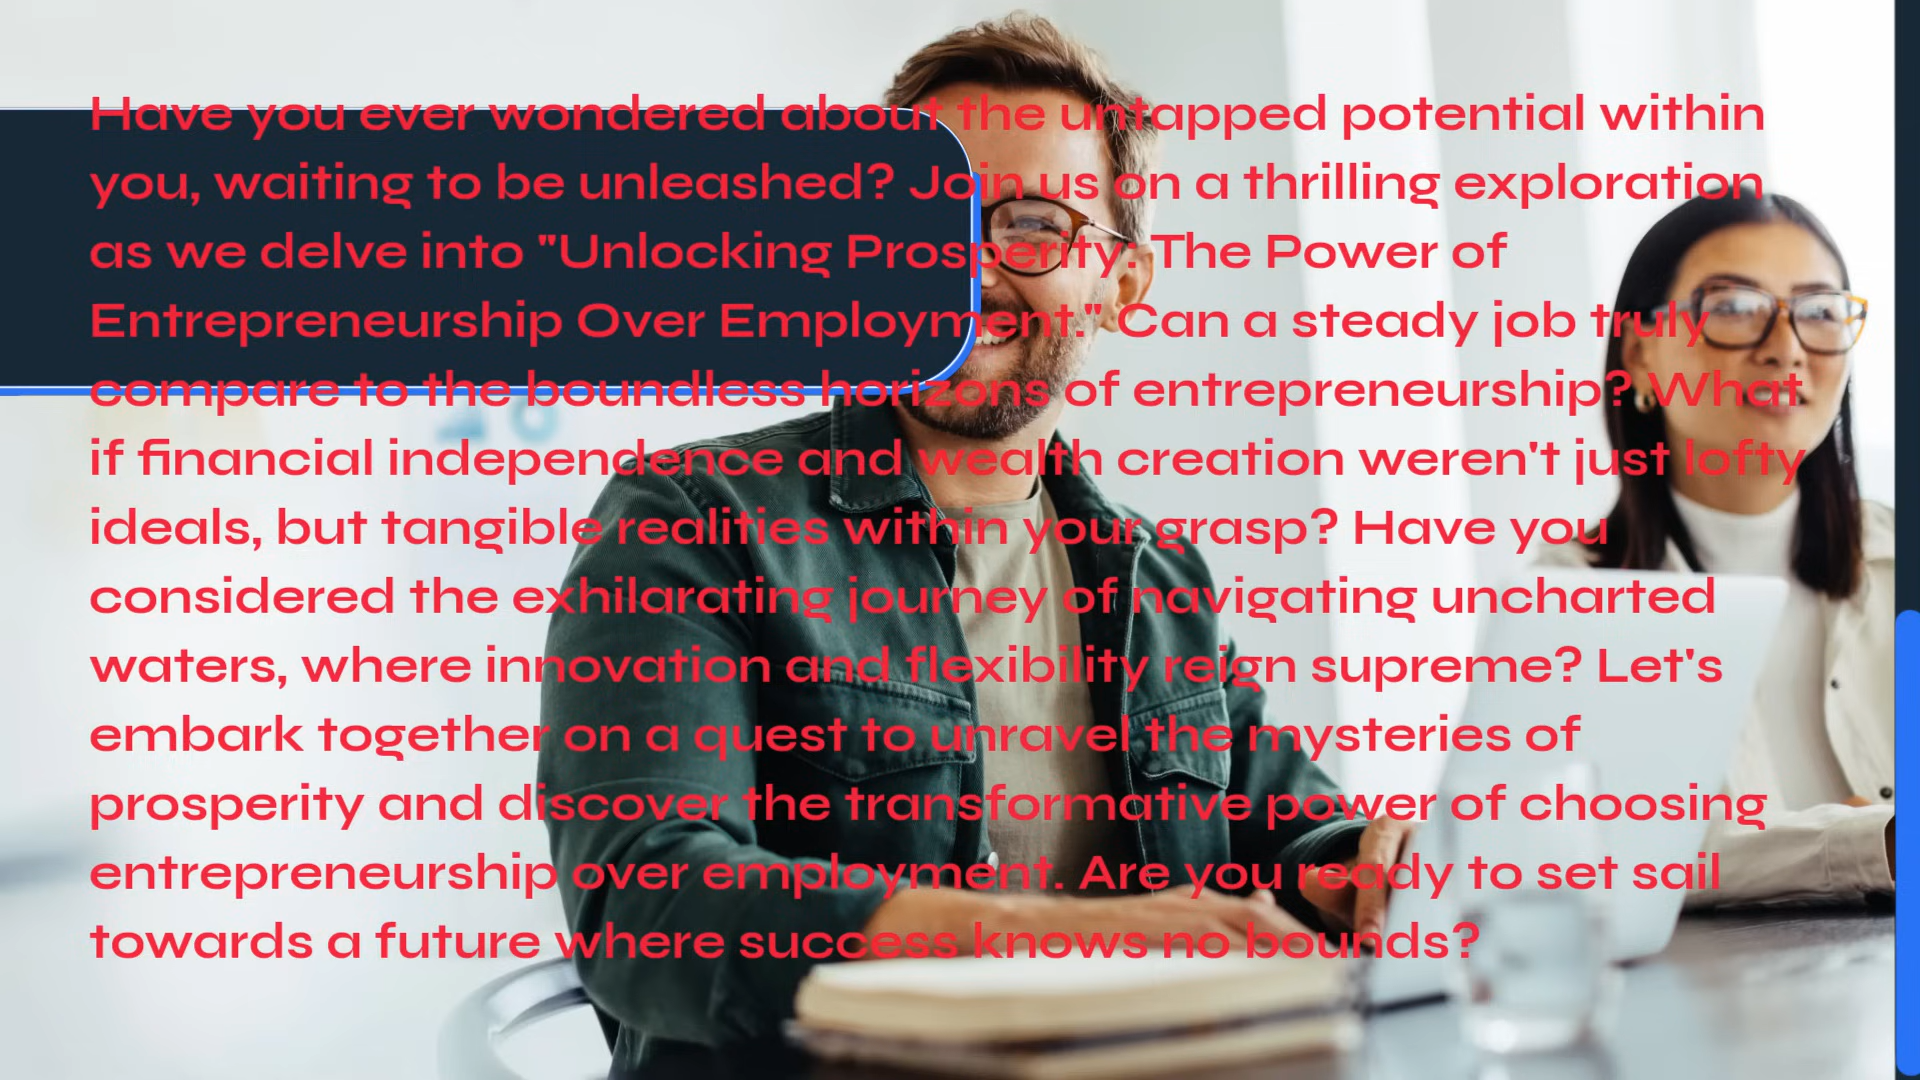 Have you ever wondered about the untapped potential within
you, waiting to be unleashed? Join us on a thrilling exploration
as we delve into "Unlocking Prosperity: The Power of
Entrepreneurship Over Employment." Can a steady job truly
compare to the boundless horizons of entrepreneurship? What
if financial independence and wealth creation weren't just lofty
ideals, but tangible realities within your grasp? Have you
considered the exhilarating journey of navigating uncharted
waters, where innovation and flexibility reign supreme? Let's
embark together on a quest to unravel the mysteries of
prosperity and discover the transformative power of choosing
entrepreneurship over employment. Are you ready to set sail
towards a future where success knows no bounds?